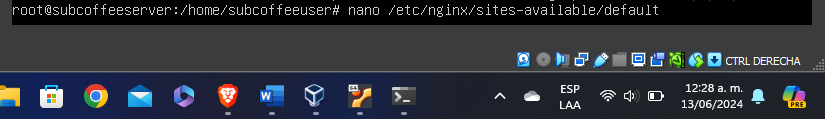 root@subcoffeeserver:/home/subcoffeeuser# nano /etc/nginx/sites-available/default
CTRL DERECHA
ESP
LAA
12:28 a. m.
13/06/2024
PRE